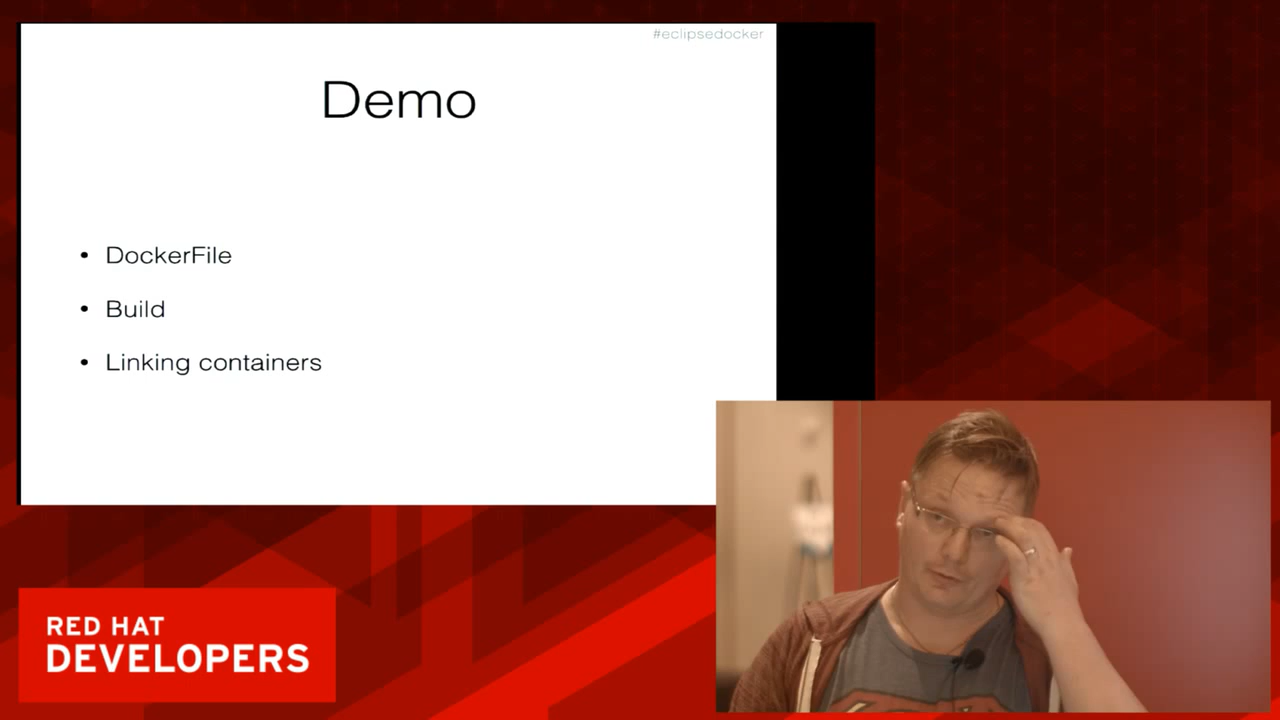 #eclipsedocker
Demo
• DockerFile
• Build
• Linking containers
RED HAT
DEVELOPERS